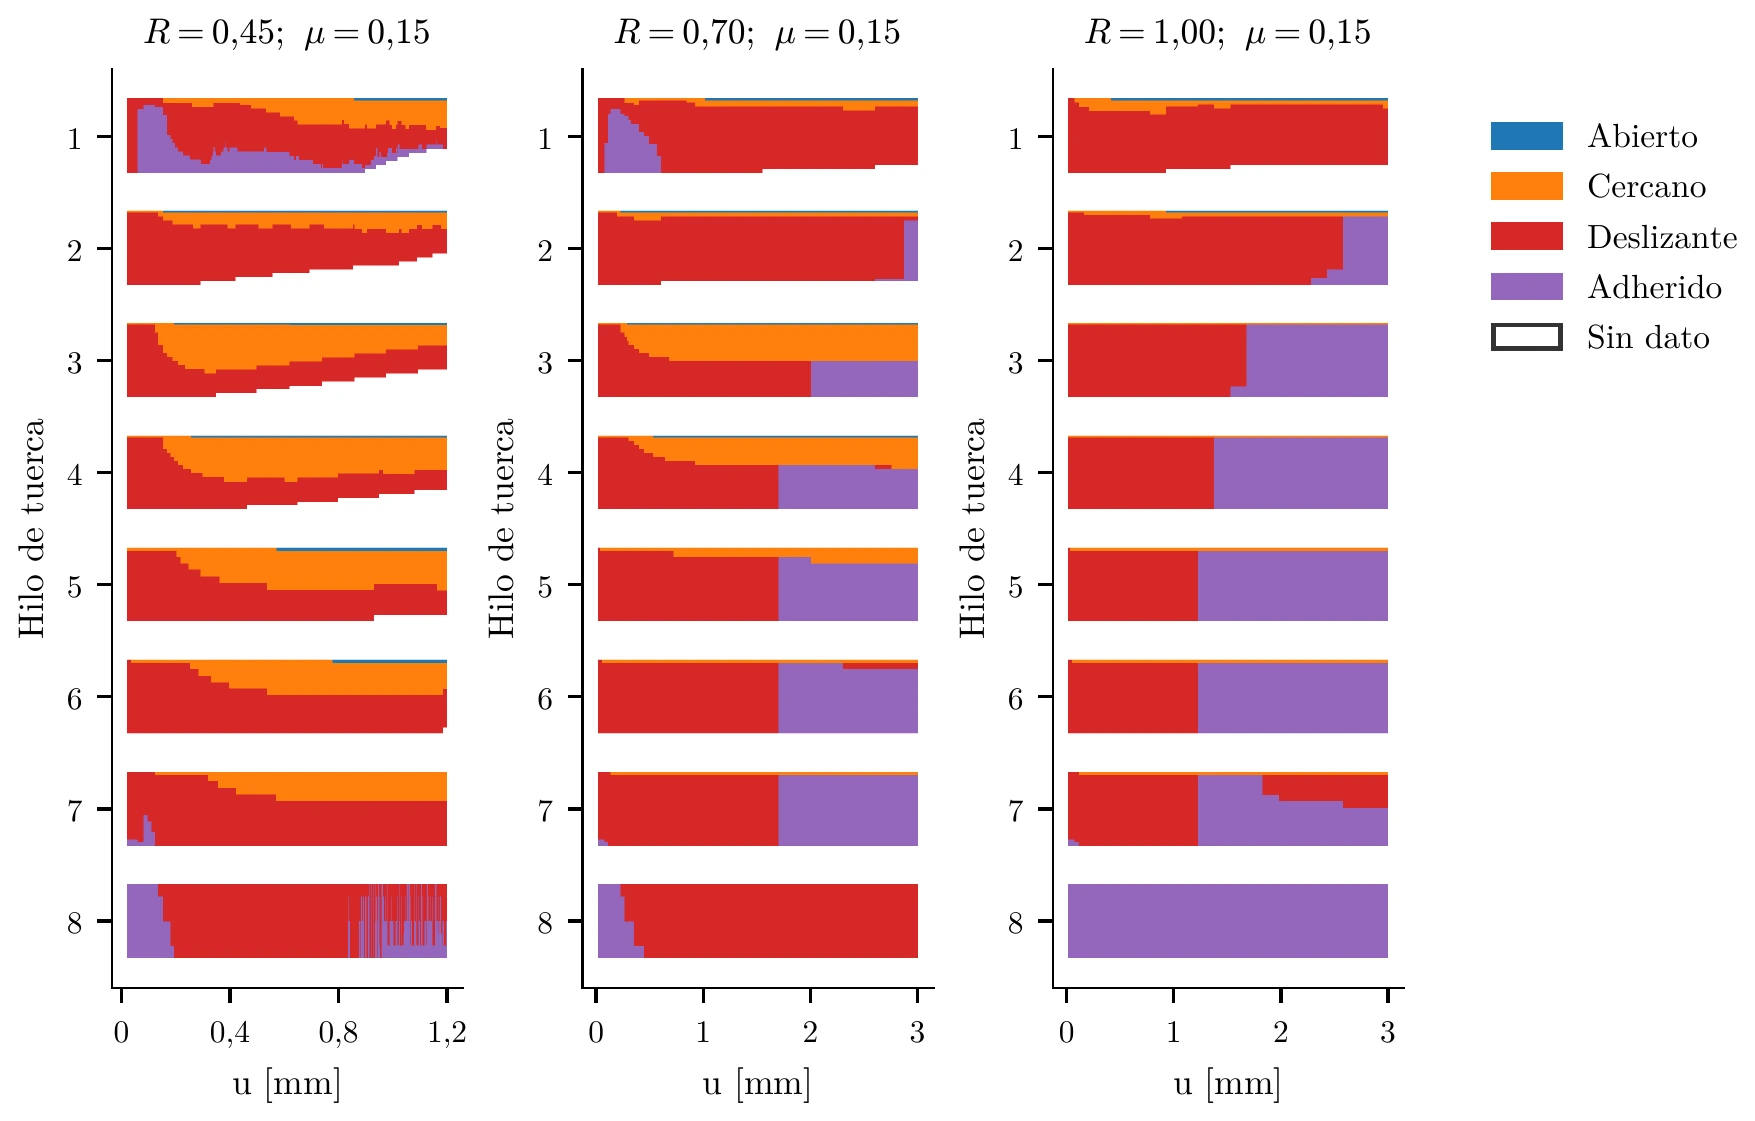 R = 0,45; μ = 0,15
R = 0,70; μ = 0,15
R = 1,00; μ = 0,15
Hilo de tuerca
1
2
3
4
5
6
7
8
0 0,4 0,8 1,2
u [mm]
Hilo de tuerca
1
2
3
4
5
6
7
8
0 1 2 3
u [mm]
Hilo de tuerca
1
2
3
4
5
6
7
8
0 1 2 3
u [mm]
Abierto
Cercano
Deslizante
Adherido
Sin dato